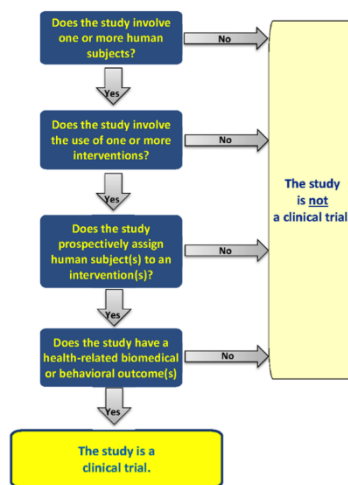 Does the study involve
one or more human
subjects?
No
Yes
Does the study involve
the use of one or more
interventions?
No
Yes
The study
is not
a clinical trial
Does the study
prospectively assign
human subject(s) to an
intervention(s)?
No
Yes
Does the study have a
health-related biomedical
or behavioral outcome(s)
No
Yes
The study is a
clinical trial.